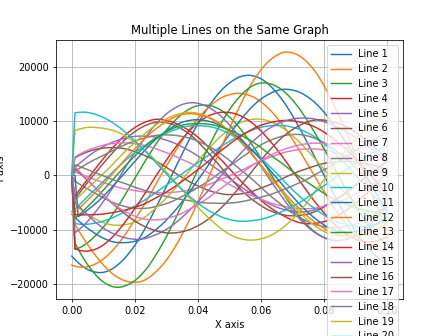 Multiple Lines on the Same Graph
20000
10000
0
−10000
−20000
0.00
0.02
0.04
0.06
X axis
Line 1
Line 2
Line 3
Line 4
Line 5
Line 6
Line 7
Line 8
Line 9
Line 10
Line 11
Line 12
Line 13
Line 14
Line 15
Line 16
Line 17
Line 18
Line 19